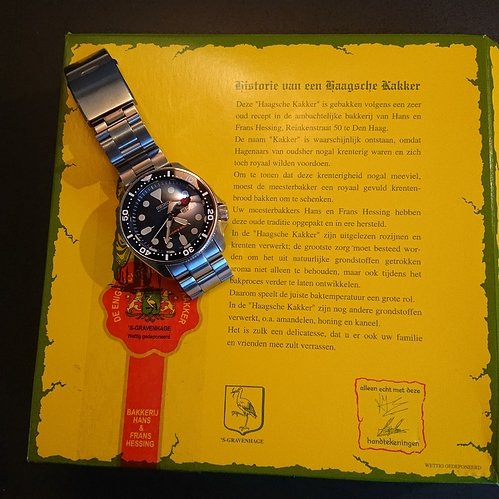 Historie van een Haagsche Kakker
Deze "Haagsche Kakker" is gebakken volgens een zeer
oud recept in de ambachtelijke bakkerij van Hans en
Frans Hessing, Reinkenstraat 50 te Den Haag.
De naam "Kakker" is waarschijnlijk ontstaan, omdat
Hagenaars van oudsher nogal krenterig waren en zich
toch royaal wilden voordoen.
Om te tonen dat deze krenterigheid nogal meeviel,
moest de meesterbakker een royaal gevuld krenten-
brood bakken om te schenken.
Uw meesterbakkers Hans en Frans Hessing hebben
deze oude traditie opgepakt en in ere hersteld.
In de "Haagsche Kakker" zijn uitgelezen rozijnen en
krenten verwerkt; de grootste zorg 'moet besteed wor-
den om het uit natuurlijke grondstoffen getrokken
aroma niet alleen te behouden, maar ook tijdens het
bakproces verder te laten ontwikkelen.
Daarom speelt de juiste baktemperatuur een grote rol.
In de "Haagsche Kakker" zijn nog andere grondstoffen
verwerkt, o.a. amandelen, honing en kaneel.
Het is zulk een delicatesse, dat u er ook uw familie
en vrienden mee zult verrassen.
50
10
40
20
30
DE ENIG
KAKKER
'S-GRAVENHAGE
Wettig gedeponeerd
BAKKERIJ
HANS
&
FRANS
HESSING
'S-GRAVENHAGE
alleen echt met deze
handtekeningen
WETTIG GEDEPONEERD